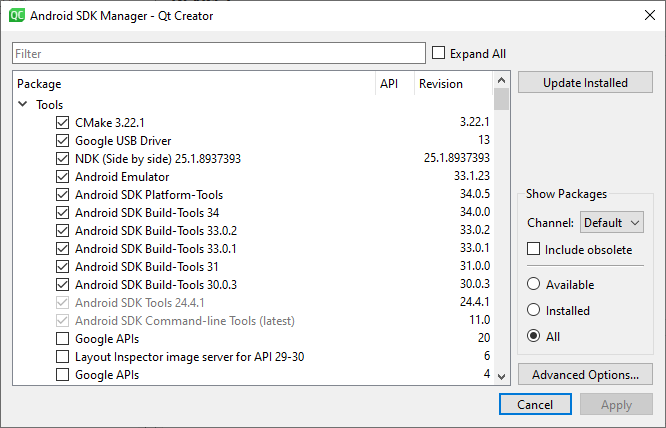 QC Android SDK Manager - Qt Creator
Filter
Expand All
Package API Revision
Update Installed
Tools
CMake 3.22.1 3.22.1
Google USB Driver 13
NDK (Side by side) 25.1.8937393 25.1.8937393
Android Emulator 33.1.23
Android SDK Platform-Tools 34.0.5
Android SDK Build-Tools 34 34.0.0
Android SDK Build-Tools 33.0.2 33.0.2
Android SDK Build-Tools 33.0.1 33.0.1
Android SDK Build-Tools 31 31.0.0
Android SDK Build-Tools 30.0.3 30.0.3
Android SDK Tools 24.4.1 24.4.1
Android SDK Command-line Tools (latest) 11.0
Google APIs 20
Layout Inspector image server for API 29-30 6
Google APIs 4
Show Packages
Channel: Default
Include obsolete
Available
Installed
All
Advanced Options...
Cancel Apply